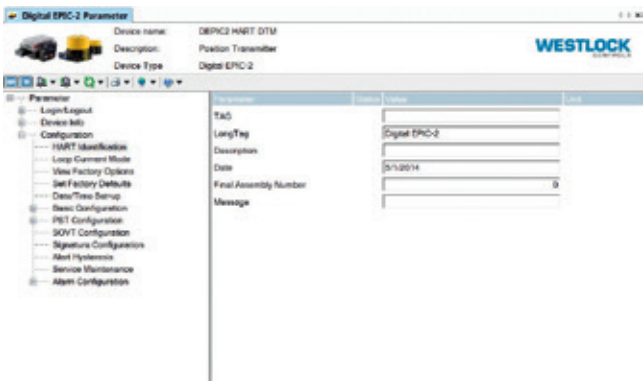 Digital EPIC-2 Parameter
Device name: DEPIC2 HART DTM
Description: Position Transmitter
Device Type Digital EPIC-2
WESTLOCK
CONTROLS
Parameter
Login/Logout
Device Info
Configuration
HART Identification
Loop Current Mode
View Factory Options
Set Factory Defaults
Date/Time Set-up
Basic Configuration
PST Configuration
SOVT Configuration
Signature Configuration
Alert Hysteresis
Service Maintenance
Alarm Configuration
Parameter Status Value Unit
TAG
LongTag Digital EPIC-2
Description
Date 5/1/2014
Final Assembly Number 0
Message